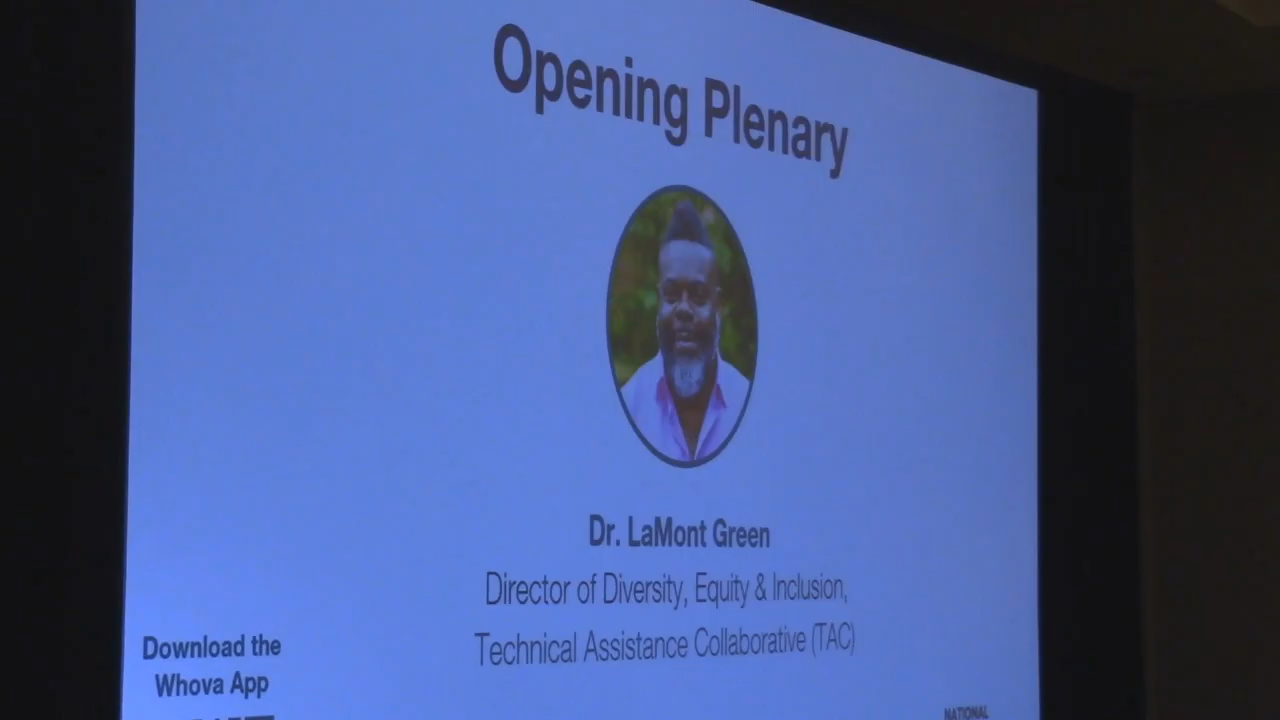 Opening Plenary
Dr. LaMont Green
Director of Diversity, Equity & Inclusion,
Technical Assistance Collaborative (TAC)
Download the
Whova App
NATIONAL